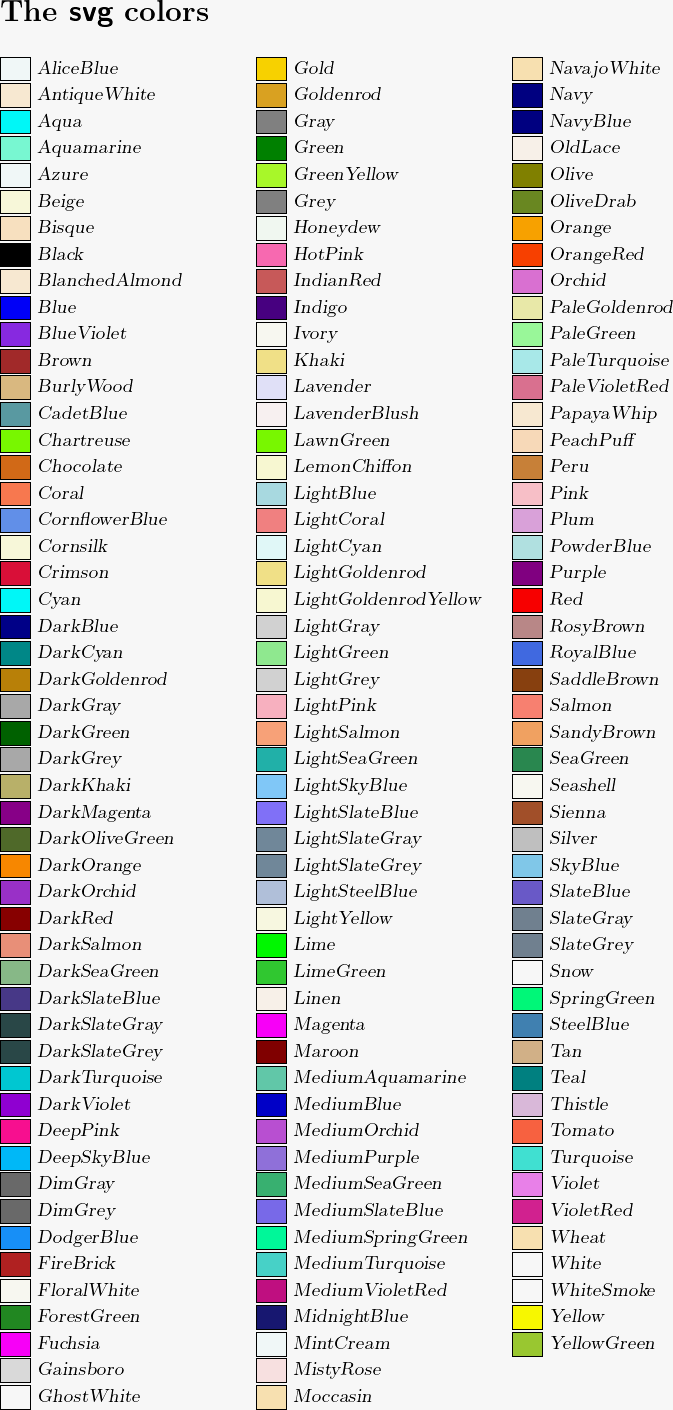 The svg colors
AliceBlue
AntiqueWhite
Aqua
Aquamarine
Azure
Beige
Bisque
Black
BlanchedAlmond
Blue
BlueViolet
Brown
BurlyWood
CadetBlue
Chartreuse
Chocolate
Coral
CornflowerBlue
Cornsilk
Crimson
Cyan
DarkBlue
DarkCyan
DarkGoldenrod
DarkGray
DarkGreen
DarkGrey
DarkKhaki
DarkMagenta
DarkOliveGreen
DarkOrange
DarkOrchid
DarkRed
DarkSalmon
DarkSeaGreen
DarkSlateBlue
DarkSlateGray
DarkSlateGrey
DarkTurquoise
DarkViolet
DeepPink
DeepSkyBlue
DimGray
DimGrey
DodgerBlue
FireBrick
FloralWhite
ForestGreen
Fuchsia
Gainsboro
GhostWhite
Gold
Goldenrod
Gray
Green
GreenYellow
Grey
Honeydew
HotPink
IndianRed
Indigo
Ivory
Khaki
Lavender
LavenderBlush
LawnGreen
LemonChiffon
LightBlue
LightCoral
LightCyan
LightGoldenrod
LightGoldenrodYellow
LightGray
LightGreen
LightGrey
LightPink
LightSalmon
LightSeaGreen
LightSkyBlue
LightSlateBlue
LightSlateGray
LightSlateGrey
LightSteelBlue
LightYellow
Lime
LimeGreen
Linen
Magenta
Maroon
MediumAquamarine
MediumBlue
MediumOrchid
MediumPurple
MediumSeaGreen
MediumSlateBlue
MediumSpringGreen
MediumTurquoise
MediumVioletRed
MidnightBlue
MintCream
MistyRose
Moccasin
NavajoWhite
Navy
NavyBlue
OldLace
Olive
OliveDrab
Orange
OrangeRed
Orchid
PaleGoldenrod
PaleGreen
PaleTurquoise
PaleVioletRed
PapayaWhip
PeachPuff
Peru
Pink
Plum
PowderBlue
Purple
Red
RosyBrown
RoyalBlue
SaddleBrown
Salmon
SandyBrown
SeaGreen
Seashell
Sienna
Silver
SkyBlue
SlateBlue
SlateGray
SlateGrey
Snow
SpringGreen
SteelBlue
Tan
Teal
Thistle
Tomato
Turquoise
Violet
VioletRed
Wheat
White
WhiteSmoke
Yellow
YellowGreen